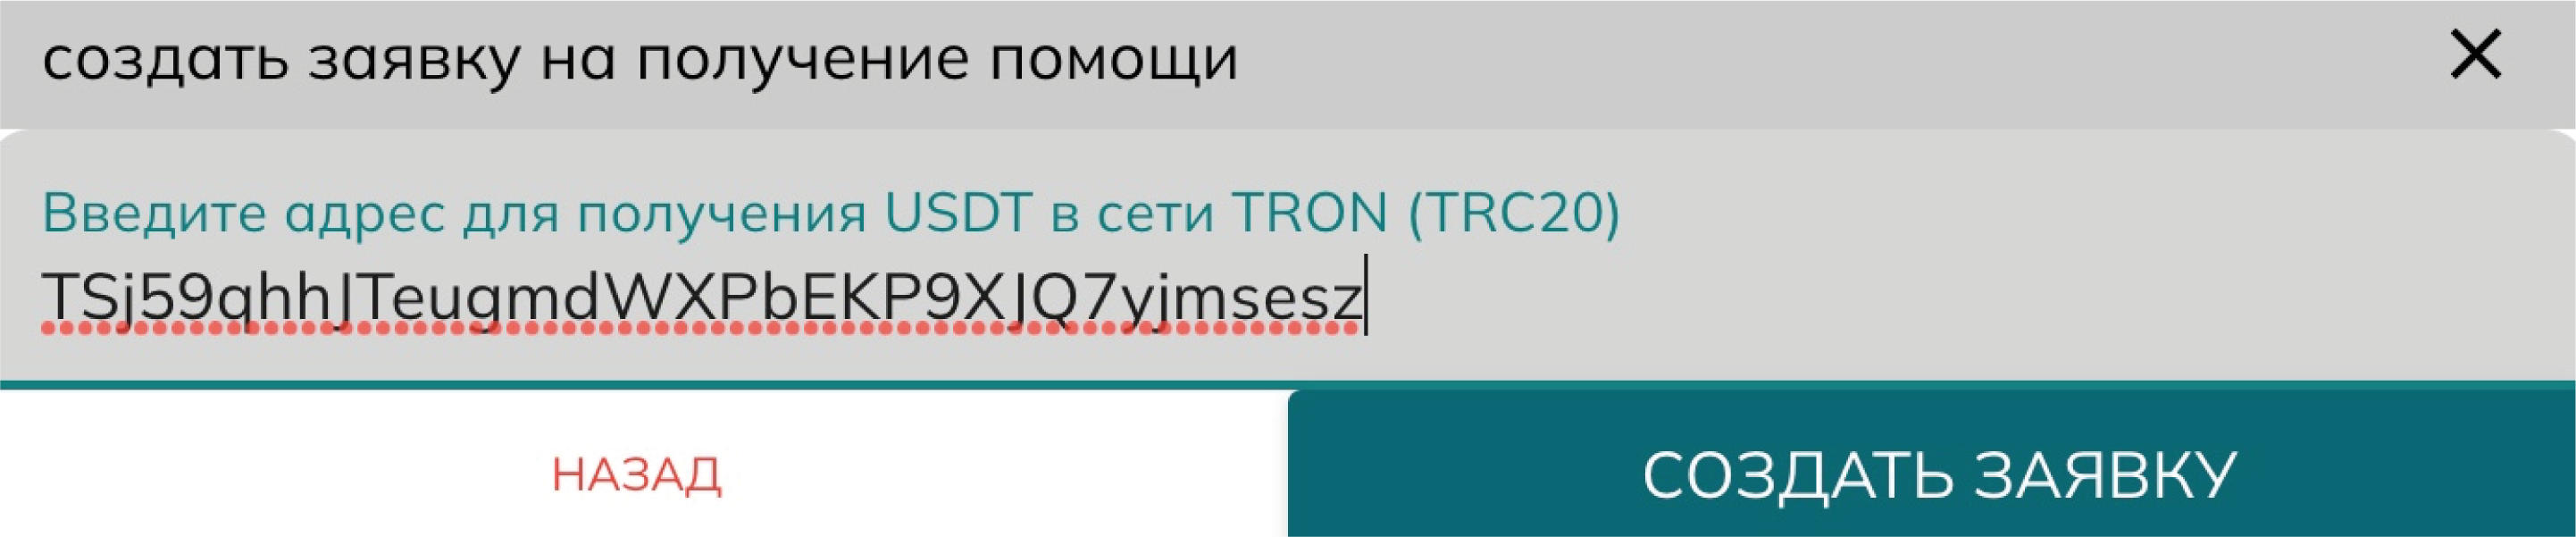 создать заявку на получение помощи
Введите адрес для получения USDT в сети TRON (TRC20)
TSj59qhhJTeugmdWXPbEKP9XJQ7yjmsesz
НАЗАД
СОЗДАТЬ ЗАЯВКУ